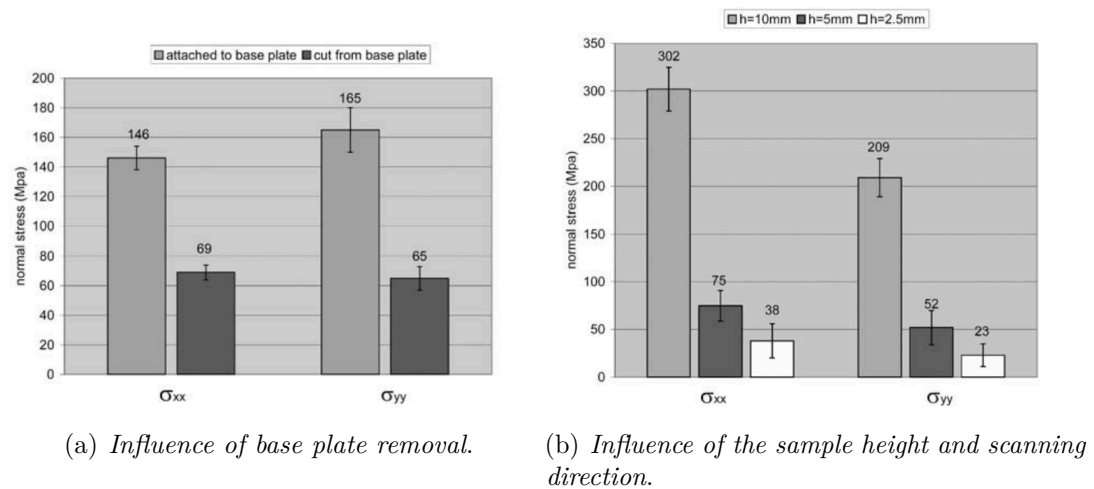 attached to base plate cut from base plate
normal stress (Mpa)
200
180
160
140
120
100
80
60
40
20
0
146
69
165
65
σxx
σyy
(a) Influence of base plate removal.
h=10mm h=5mm h=2.5mm
normal stress (Mpa)
350
300
250
200
150
100
50
0
302
75
38
209
52
23
σxx
σyy
(b) Influence of the sample height and scanning
direction.